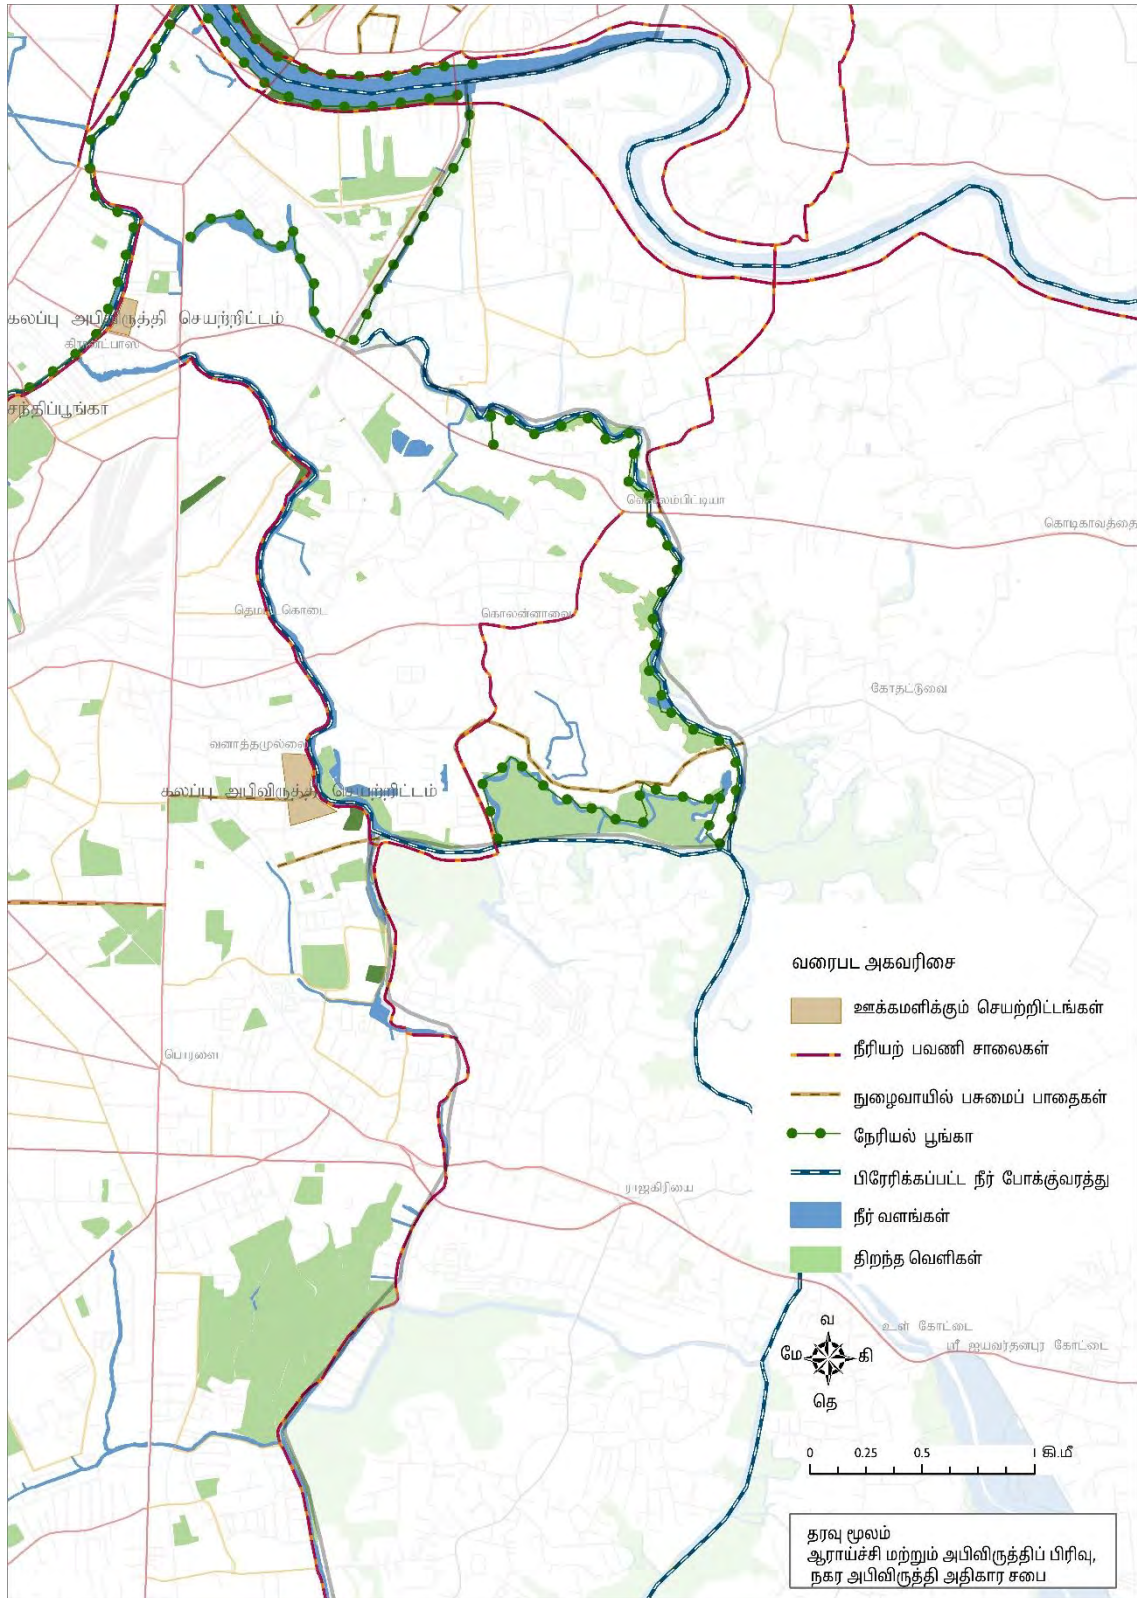 கலப்பு அபிவிருத்தி செயற்றிட்டம்
கிராண்ட்பாஸ்
சந்திப்பூங்கா
கொடிகாவத்தை
கொலன்னாவை
கோதட்டுவை
வனாத்தமுல்லை
கலப்பு அபிவிருத்தி செயற்றிட்டம்
பொரளை
ராஜகிரியை
உள் கோட்டை
ஸ்ரீ ஜயவர்தனபுர கோட்டை
வரைபட அகவரிசை
ஊக்கமளிக்கும் செயற்றிட்டங்கள்
நீரியற் பவணி சாலைகள்
நுழைவாயில் பசுமைப் பாதைகள்
நேரியல் பூங்கா
பிரேரிக்கப்பட்ட நீர் போக்குவரத்து
நீர் வளங்கள்
திறந்த வெளிகள்
வ
மே கி
தெ
0 0.25 0.5 1 கி.மீ
தரவு மூலம்
ஆராய்ச்சி மற்றும் அபிவிருத்திப் பிரிவு,
நகர அபிவிருத்தி அதிகார சபை